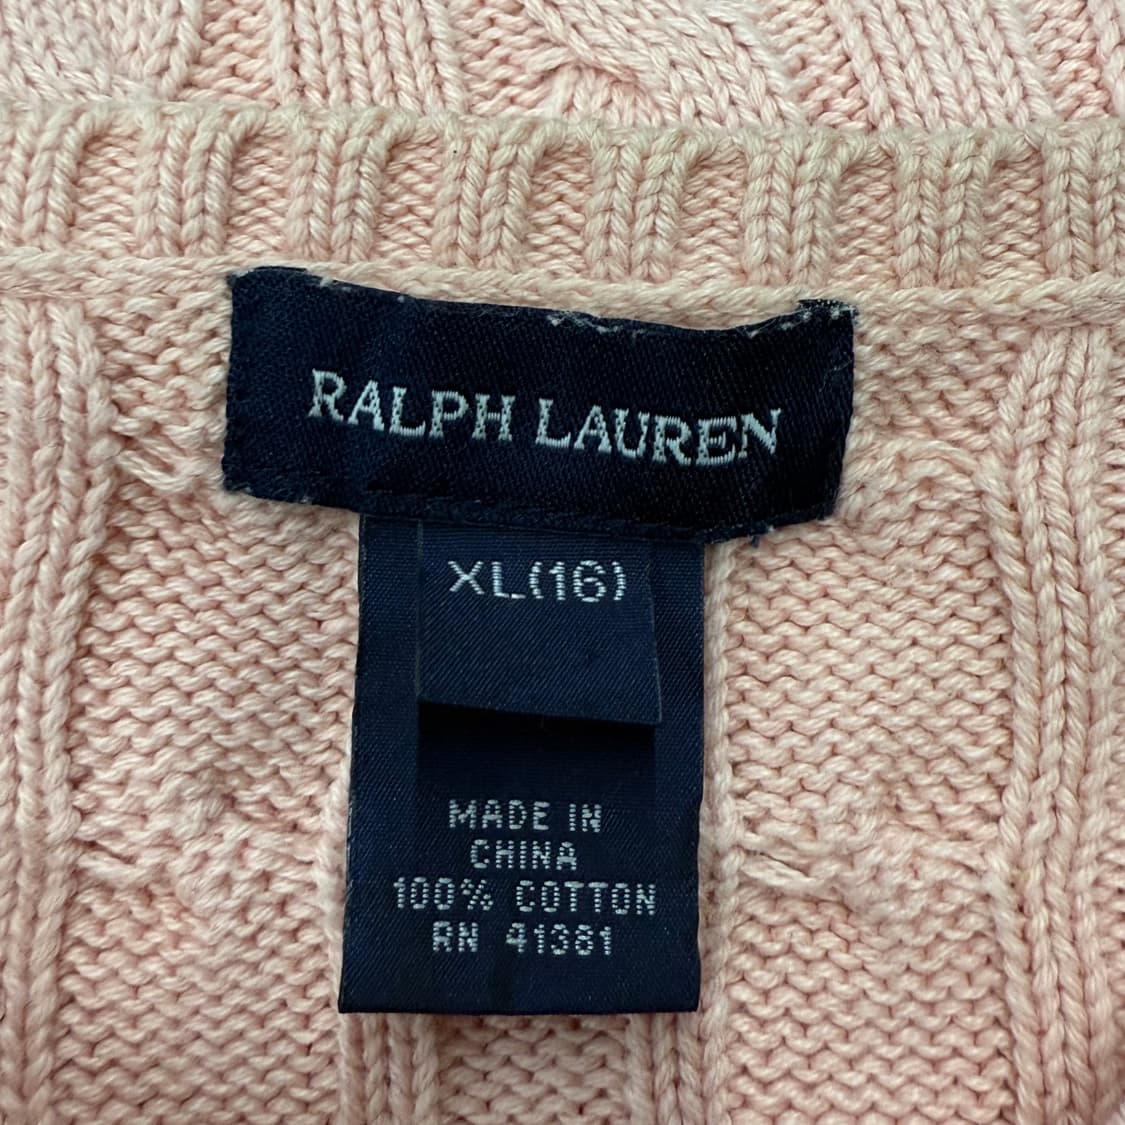 RALPH LAUREN
XL(16)
MADE IN
CHINA
100% COTTON
RN 41381